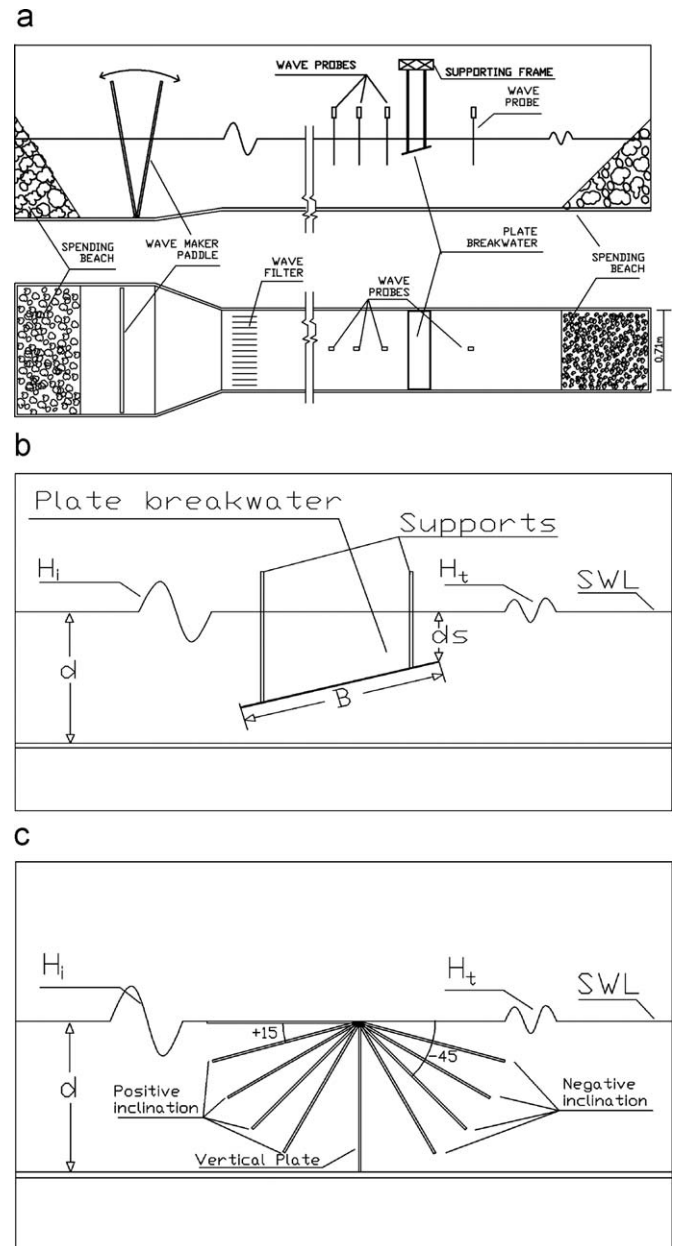 a
WAVE PROBES
SUPPORTING FRAME
WAVE
PROBE
SPENDING
BEACH
WAVE MAKER
PADDLE
WAVE
FILTER
WAVE
PROBES
PLATE
BREAKWATER
SPENDING
BEACH
0.71m
b
Plate breakwater
Supports
Hi
Ht
SWL
d
ds
B
c
Hi
Ht
SWL
+15
-45
d
Positive
inclination
Negative
inclination
Vertical Plate